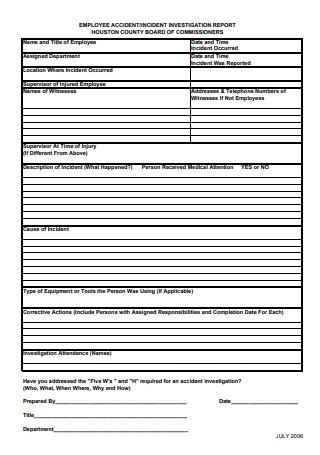 EMPLOYEE ACCIDENT/INCIDENT INVESTIGATION REPORT
HOUSTON COUNTY BOARD OF COMMISSIONERS
Name and Title of Employee
Date and Time
Incident Occurred
Assigned Department
Date and Time
Incident Was Reported
Location Where Incident Occurred
Supervisor of Injured Employee
Names of Witnesses
Addresses & Telephone Numbers of
Witnesses If Not Employees
Supervisor At Time of Injury
(If Different From Above)
Description of Incident (What Happened?) Person Received Medical Attention YES or NO
Cause of Incident
Type of Equipment or Tools the Person Was Using (If Applicable)
Corrective Actions (Include Persons with Assigned Responsibilities and Completion Date For Each)
Investigation Attendance (Names)
Have you addressed the "Five W's " and "H" required for an accident investigation?
(Who, What, When Where, Why and How)
Prepared By____ Date____
Title____
Department____
JULY 2006